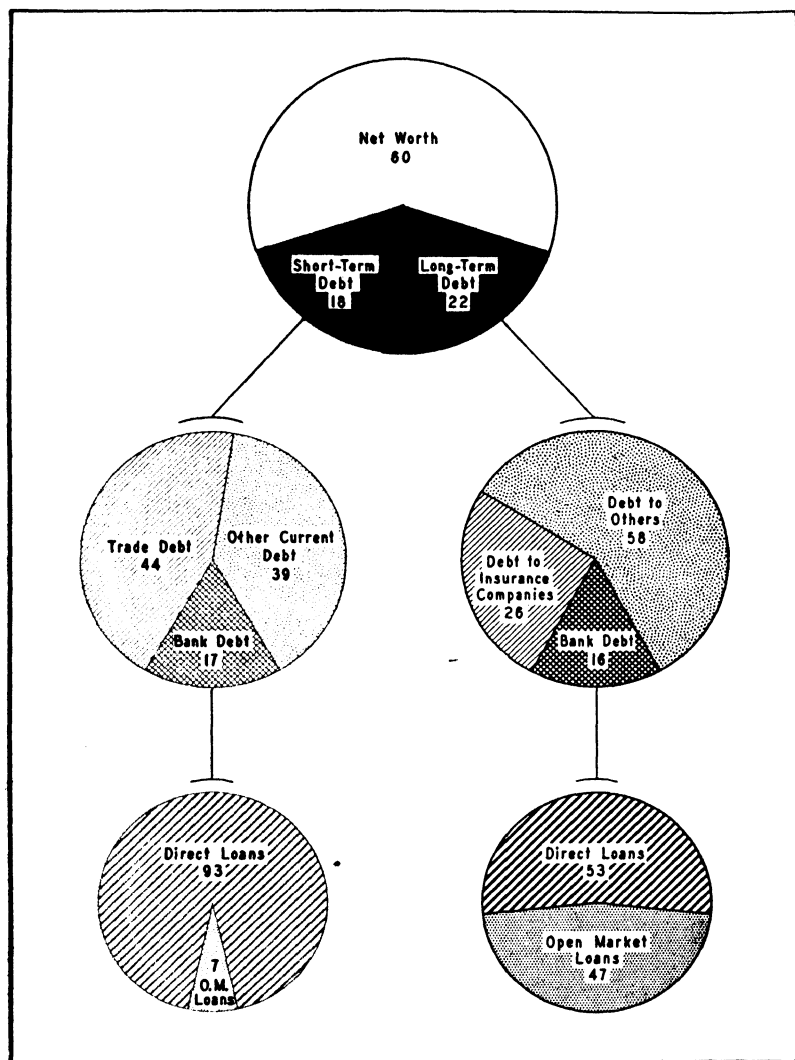 Net Worth
60
Short-Term
Debt
18
Long-Term
Debt
22
Trade Debt
44
Other Current
Debt
39
Bank Debt
17
Debt to
Others
58
Debt to
Insurance
Companies
26
Bank Debt
16
Direct Loans
93
7
O.M.
Loans
Direct Loans
53
Open Market
Loans
47